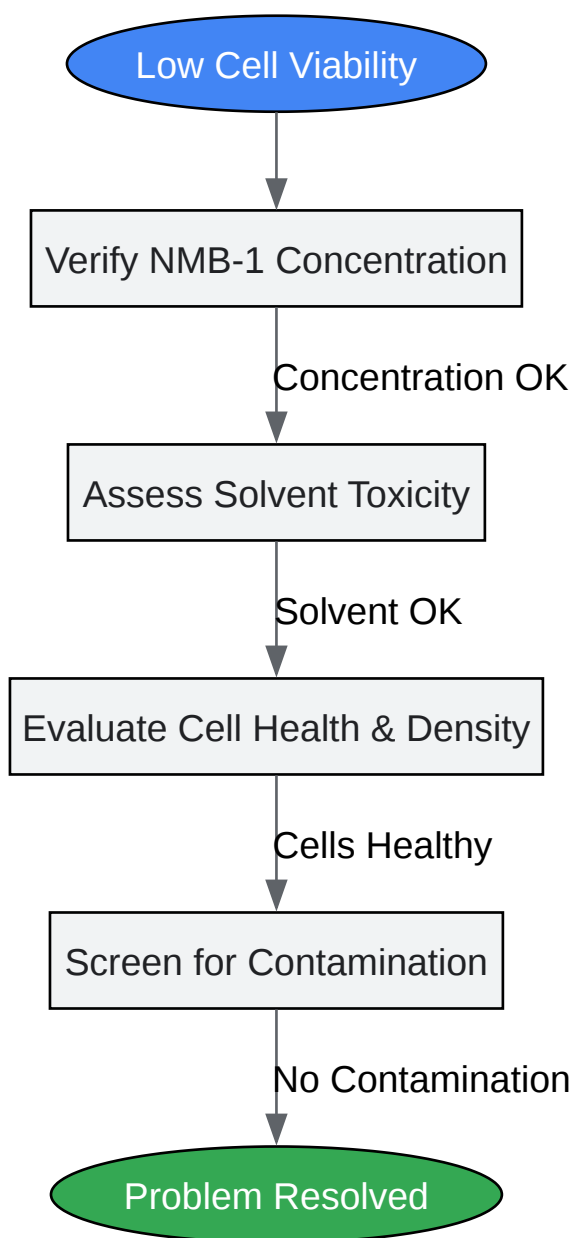 Low Cell Viability
Verify NMB-1 Concentration
Concentration OK
Assess Solvent Toxicity
Solvent OK
Evaluate Cell Health & Density
Cells Healthy
Screen for Contamination
No Contamination
Problem Resolved